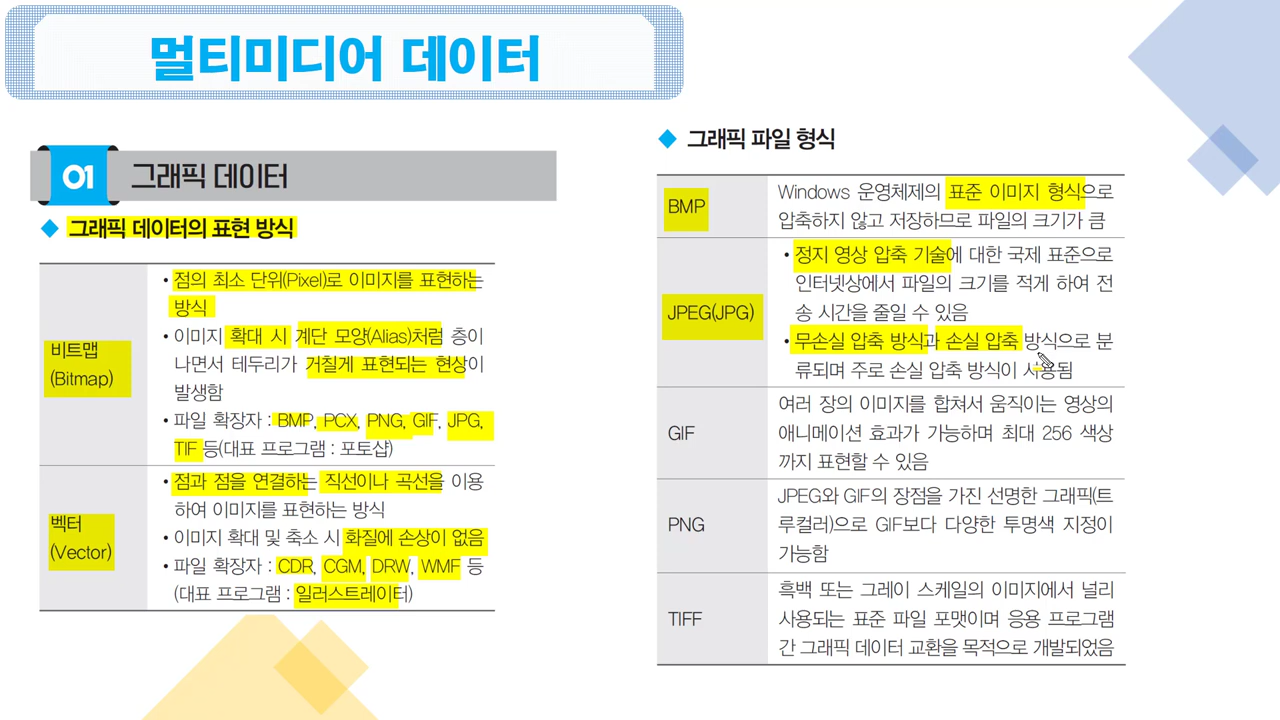 멀티미디어 데이터
01 그래픽 데이터
◆ 그래픽 데이터의 표현 방식
비트맵
(Bitmap)
• 점의 최소 단위(Pixel)로 이미지를 표현하는
방식
• 이미지 확대 시 계단 모양(Alias)처럼 층이
나면서 테두리가 거칠게 표현되는 현상이
발생함
• 파일 확장자 : BMP, PCX, PNG, GIF, JPG,
TIF 등(대표 프로그램 : 포토샵)
벡터
(Vector)
• 점과 점을 연결하는 직선이나 곡선을 이용
하여 이미지를 표현하는 방식
• 이미지 확대 및 축소 시 화질에 손상이 없음
• 파일 확장자 : CDR, CGM, DRW, WMF 등
(대표 프로그램 : 일러스트레이터)
◆ 그래픽 파일 형식
BMP
Windows 운영체제의 표준 이미지 형식으로
압축하지 않고 저장하므로 파일의 크기가 큼
JPEG(JPG)
• 정지 영상 압축 기술에 대한 국제 표준으로
인터넷상에서 파일의 크기를 적게 하여 전
송 시간을 줄일 수 있음
• 무손실 압축 방식과 손실 압축 방식으로 분
류되며 주로 손실 압축 방식이 사용됨
GIF
여러 장의 이미지를 합쳐서 움직이는 영상의
애니메이션 효과가 가능하며 최대 256 색상
까지 표현할 수 있음
PNG
JPEG와 GIF의 장점을 가진 선명한 그래픽(트
루컬러)으로 GIF보다 다양한 투명색 지정이
가능함
TIFF
흑백 또는 그레이 스케일의 이미지에서 널리
사용되는 표준 파일 포맷이며 응용 프로그램
간 그래픽 데이터 교환을 목적으로 개발되었음